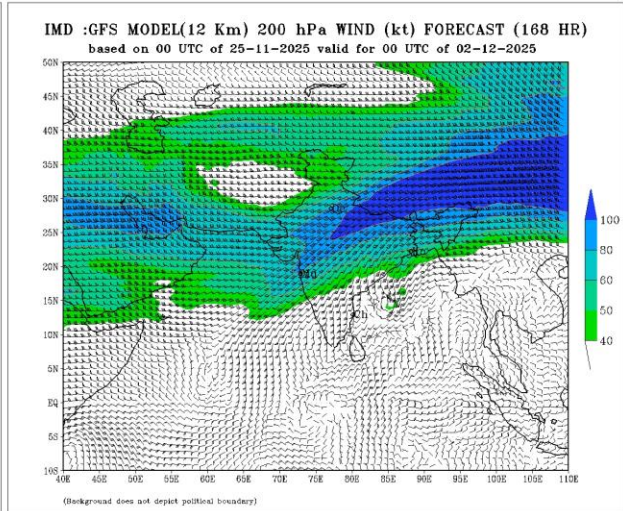 IMD :GFS MODEL(12 Km) 200 hPa WIND (kt) FORECAST (168 HR)
based on 00 UTC of 25-11-2025 valid for 00 UTC of 02-12-2025
50N
45N
40N
35N
30N
25N
20N
15N
10N
5N
EQ
5S
10S
100
80
60
50
40
Ch
40E 45E 50E 55E 60E 65E 70E 75E 80E 85E 90E 95E 100E 105E 110E
(Background does not depict political boundary)